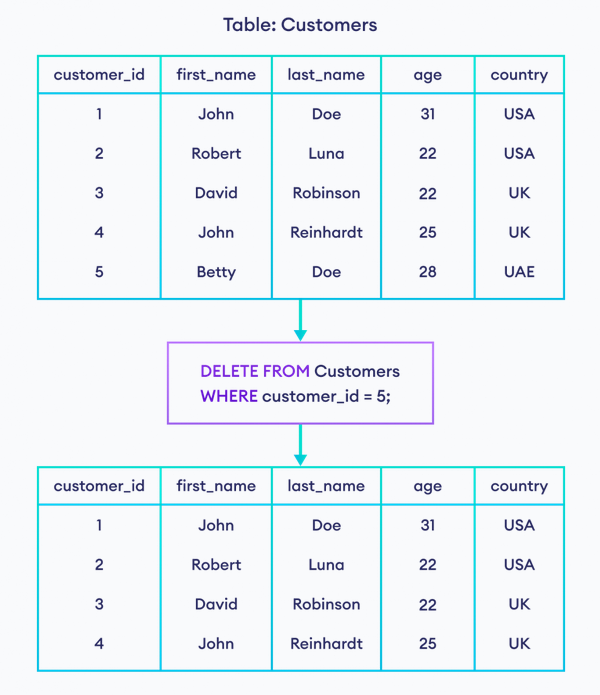 Table: Customers
customer_id first_name last_name age country
1 John Doe 31 USA
2 Robert Luna 22 USA
3 David Robinson 22 UK
4 John Reinhardt 25 UK
5 Betty Doe 28 UAE
DELETE FROM Customers
WHERE customer_id = 5;
customer_id first_name last_name age country
1 John Doe 31 USA
2 Robert Luna 22 USA
3 David Robinson 22 UK
4 John Reinhardt 25 UK